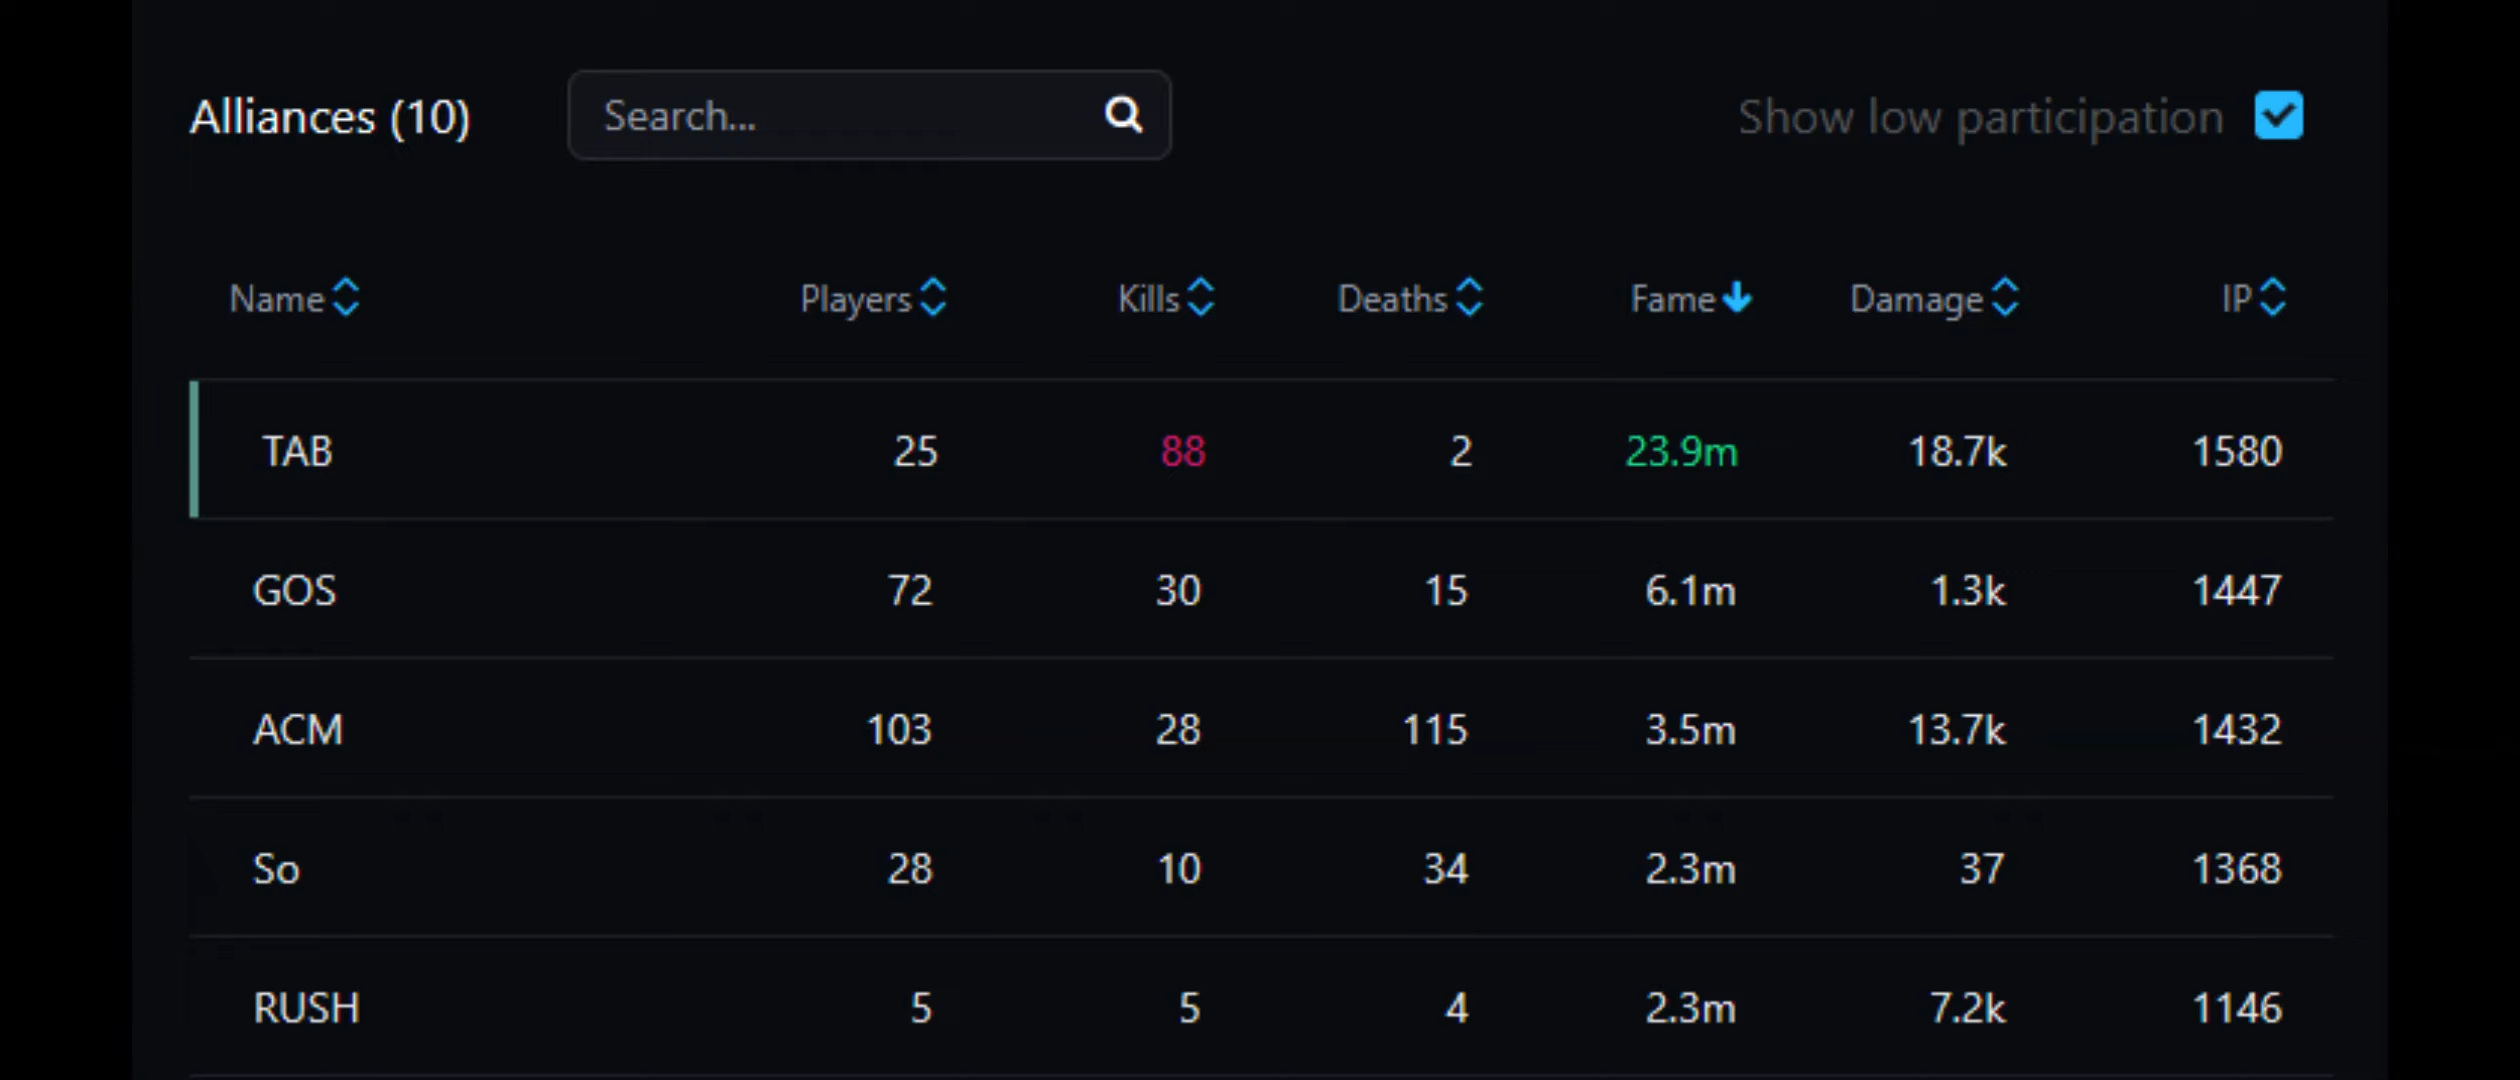 Alliances (10) Search... Show low participation
Name Players Kills Deaths Fame Damage IP
TAB 25 88 2 23.9m 18.7k 1580
GOS 72 30 15 6.1m 1.3k 1447
ACM 103 28 115 3.5m 13.7k 1432
So 28 10 34 2.3m 37 1368
RUSH 5 5 4 2.3m 7.2k 1146